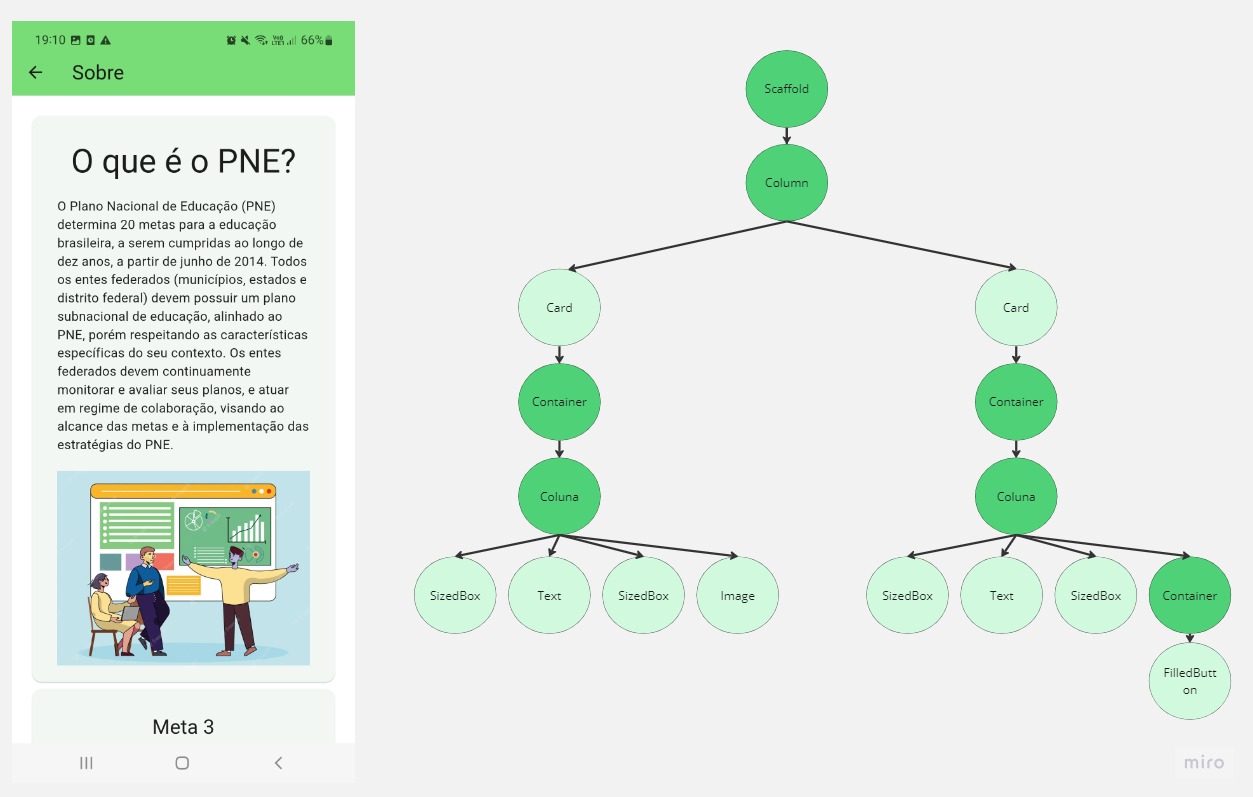 19:10
66%
Sobre
O que é o PNE?
O Plano Nacional de Educação (PNE)
determina 20 metas para a educação
brasileira, a serem cumpridas ao longo de
dez anos, a partir de junho de 2014. Todos
os entes federados (municípios, estados e
distrito federal) devem possuir um plano
subnacional de educação, alinhado ao
PNE, porém respeitando as características
específicas do seu contexto. Os entes
federados devem continuamente
monitorar e avaliar seus planos, e atuar
em regime de colaboração, visando ao
alcance das metas e à implementação das
estratégias do PNE.
Meta 3
Scaffold
Column
Card
Card
Container
Container
Coluna
Coluna
SizedBox
Text
SizedBox
Image
SizedBox
Text
SizedBox
Container
FilledButt
on
miro